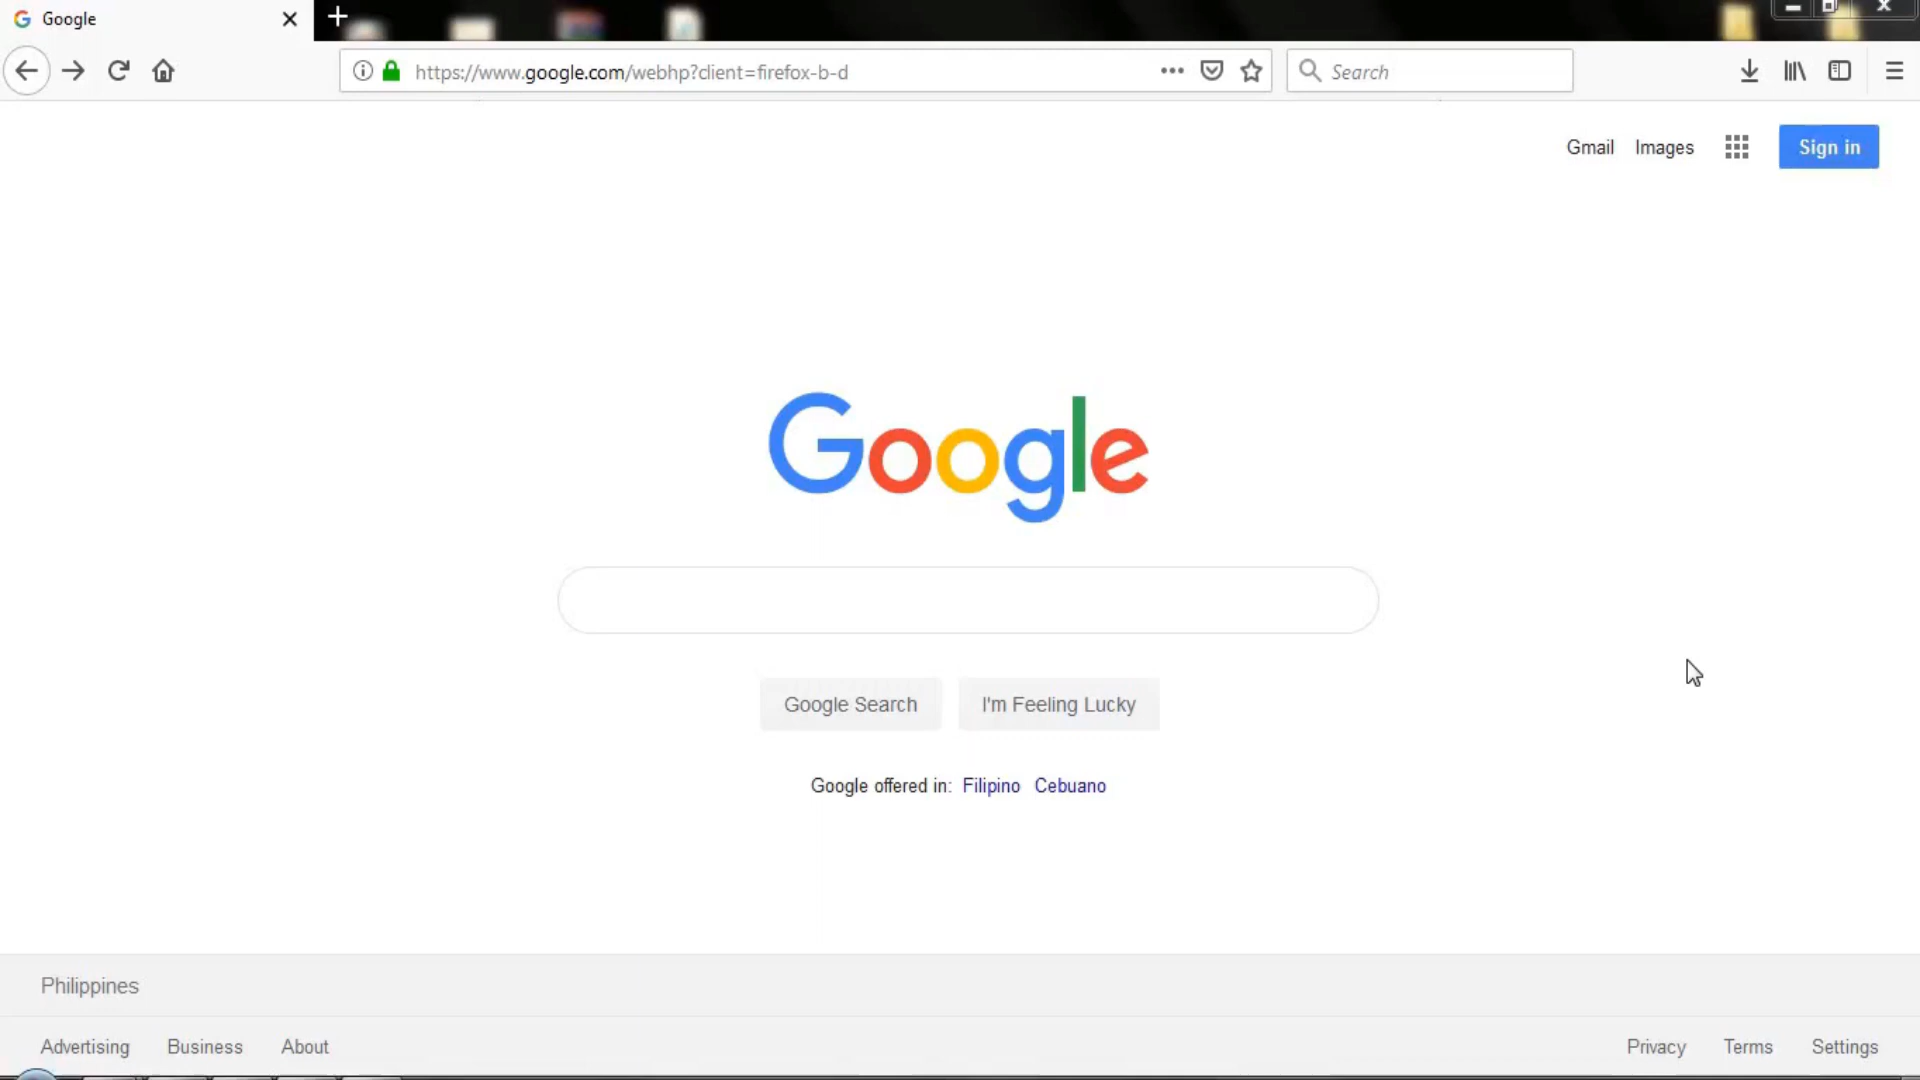 Google
https://www.google.com/webhp?client=firefox-b-d
Search
Gmail Images Sign in
Google
Google Search I'm Feeling Lucky
Google offered in: Filipino Cebuano
Philippines
Advertising Business About Privacy Terms Settings